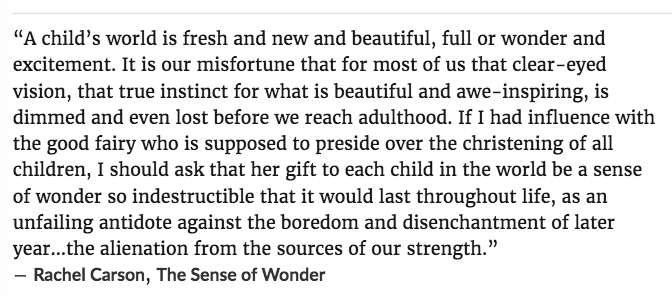 “A child’s world is fresh and new and beautiful, full or wonder and
excitement. It is our misfortune that for most of us that clear-eyed
vision, that true instinct for what is beautiful and awe-inspiring, is
dimmed and even lost before we reach adulthood. If I had influence with
the good fairy who is supposed to preside over the christening of all
children, I should ask that her gift to each child in the world be a sense
of wonder so indestructible that it would last throughout life, as an
unfailing antidote against the boredom and disenchantment of later
year...the alienation from the sources of our strength.”
― Rachel Carson, The Sense of Wonder